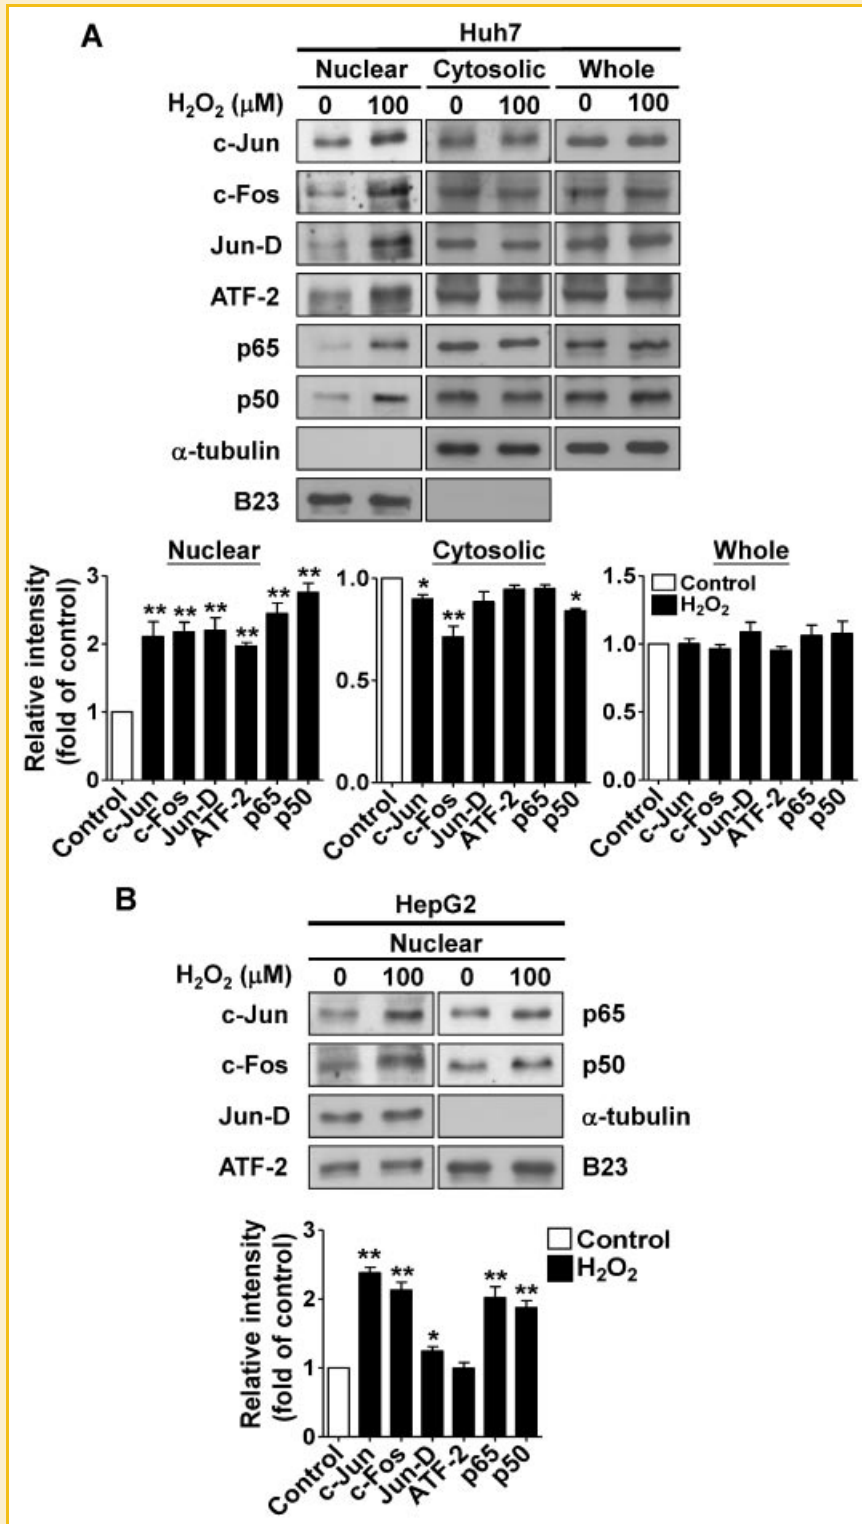 A
Huh7
Nuclear Cytosolic Whole
H₂O₂ (μM) 0 100 0 100 0 100
c-Jun
c-Fos
Jun-D
ATF-2
p65
p50
α-tubulin
B23
Nuclear
Relative intensity
(fold of control)
3
2
1
0
** ** ** ** ** **
Control c-Jun c-Fos Jun-D ATF-2 p65 p50
Cytosolic
1.0
0.5
0.0
* ** *
Control c-Jun c-Fos Jun-D ATF-2 p65 p50
Whole
1.5
1.0
0.5
0.0
Control
H₂O₂
Control c-Jun c-Fos Jun-D ATF-2 p65 p50
B
HepG2
Nuclear
H₂O₂ (μM) 0 100 0 100
c-Jun p65
c-Fos p50
Jun-D α-tubulin
ATF-2 B23
Relative intensity
(fold of control)
3
2
1
0
** ** * ** **
Control
H₂O₂
Control c-Jun c-Fos Jun-D ATF-2 p65 p50